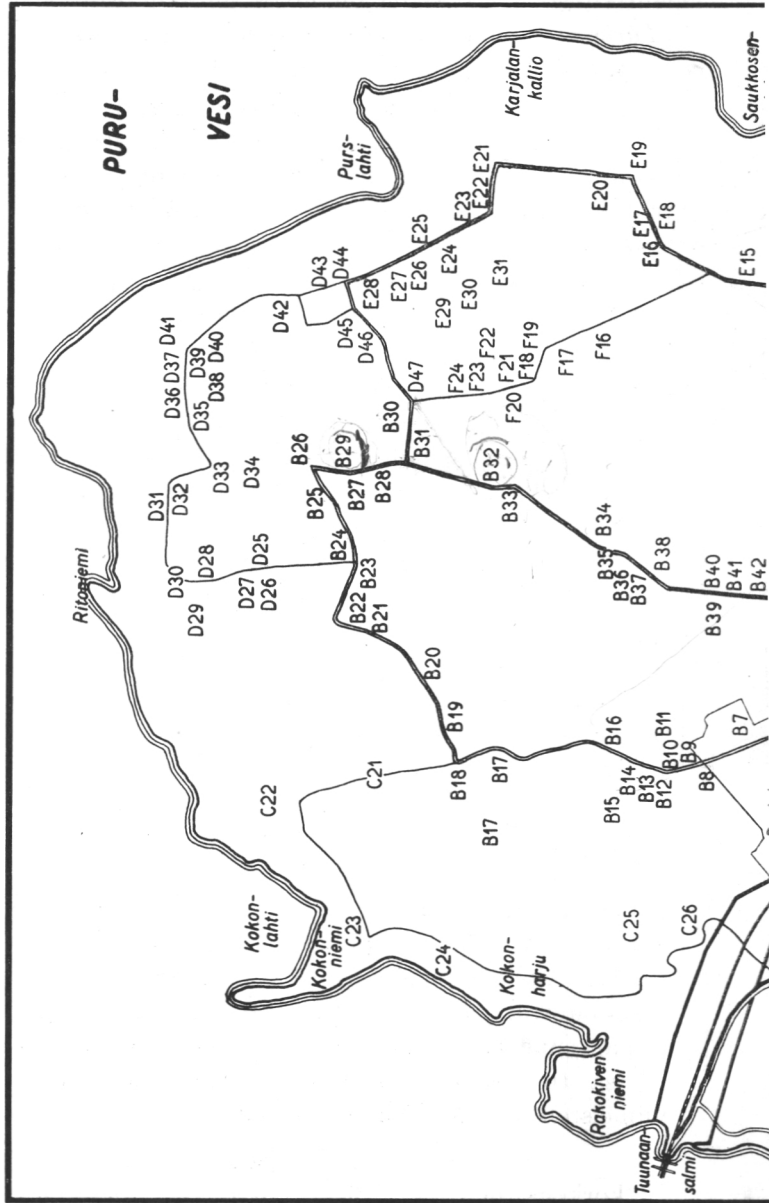 PURU-
VESI
Ritoniemi
Kokon-
lahti
Kokon-
niemi
Kokon-
harju
Rakokiven
niemi
Tuunaan-
salmi
Purs-
lahti
Karjalan-
kallio
Saukkosen-
D29
D30
D28
D27
D26
D25
D31
D32
D33
D34
D35
D36
D37
D38
D39
D40
D41
D42
D43
D44
D45
D46
D47
C21
C22
C23
C24
C25
C26
B7
B8
B9
B10
B11
B12
B13
B14
B15
B16
B17
B17
B18
B19
B20
B21
B22
B23
B24
B25
B26
B27
B28
B29
B30
B31
B32
B33
B34
B35
B36
B37
B38
B39
B40
B41
B42
E15
E16
E17
E18
E19
E20
E21
E22
E23
E24
E25
E26
E27
E28
E29
E30
E31
F16
F17
F18
F19
F20
F21
F22
F23
F24